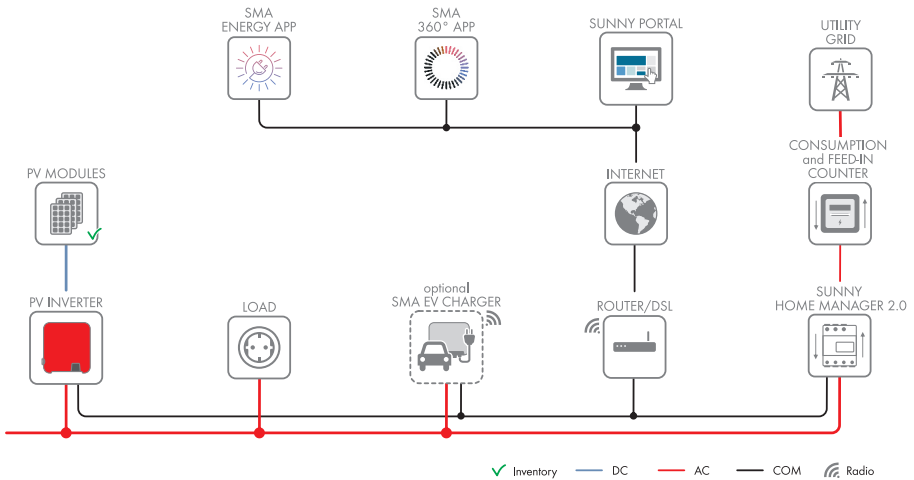 SMA
ENERGY APP
SMA
360° APP
SUNNY PORTAL
UTILITY
GRID
CONSUMPTION
and FEED-IN
COUNTER
PV MODULES
INTERNET
PV INVERTER
LOAD
optional
SMA EV CHARGER
ROUTER/DSL
SUNNY
HOME MANAGER 2.0
Inventory
DC
AC
COM
Radio